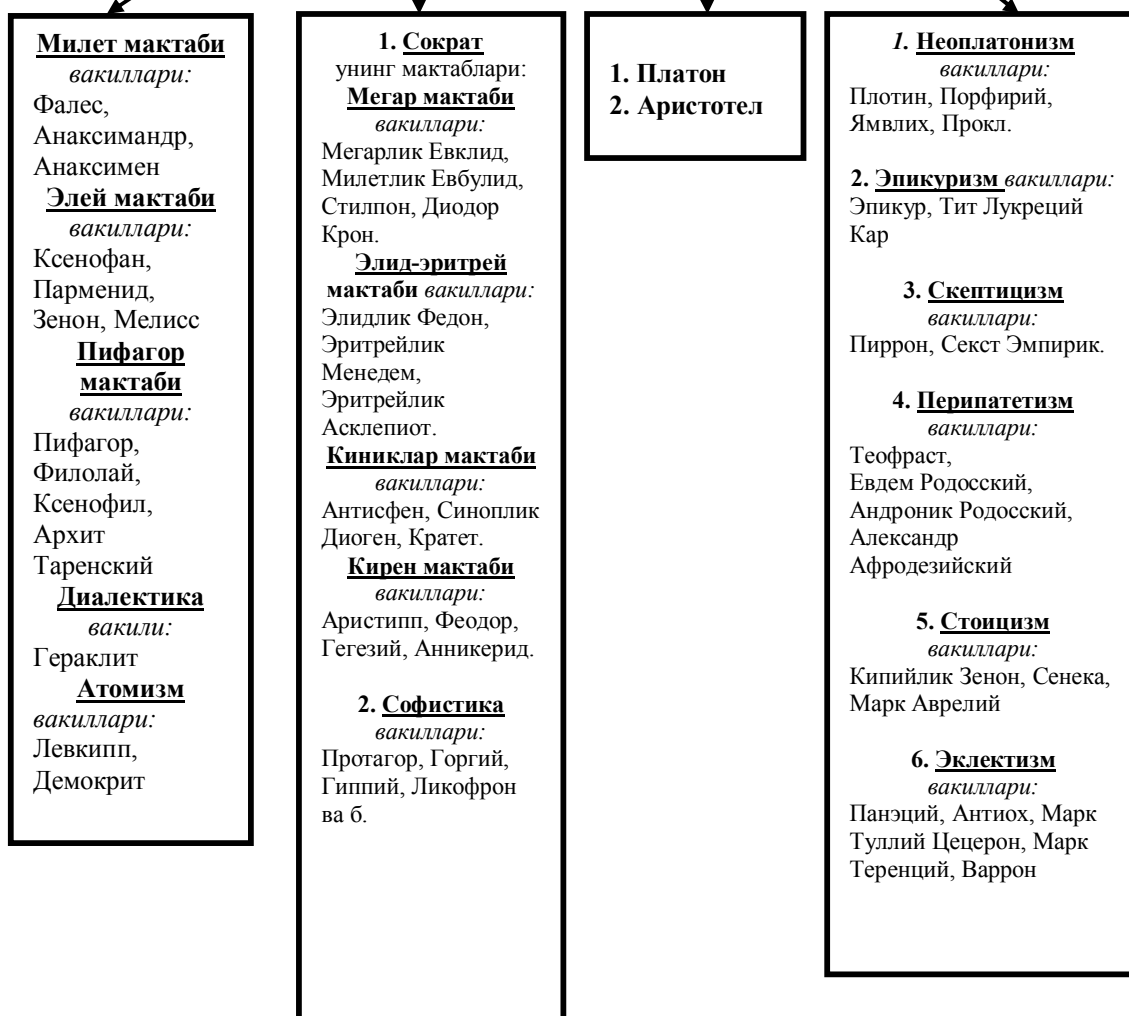 Милет мактаби
вакиллари:
Фалес,
Анаксимандр,
Анаксимен
Элей мактаби
вакиллари:
Ксенофан,
Парменид,
Зенон, Мелисс
Пифагор
мактаби
вакиллари:
Пифагор,
Филолай,
Ксенофил,
Архит
Таренский
Диалектика
вакили:
Гераклит
Атомизм
вакиллари:
Левкипп,
Демокрит
1. Сократ
унинг мактаблари:
Мегар мактаби
вакиллари:
Мегарлик Евклид,
Милетлик Евбулид,
Стилпон, Диодор
Крон.
Элид-эритрей
мактаби вакиллари:
Элидлик Федон,
Эритрейлик
Менедем,
Эритрейлик
Асклепиот.
Киниклар мактаби
вакиллари:
Антисфен, Синоплик
Диоген, Кратет.
Кирен мактаби
вакиллари:
Аристипп, Феодор,
Гегезий, Анникерид.
2. Софистика
вакиллари:
Протагор, Горгий,
Гиппий, Ликофрон
ва б.
1. Платон
2. Аристотел
1. Неоплатонизм
вакиллари:
Плотин, Порфирий,
Ямвлих, Прокл.
2. Эпикуризм вакиллари:
Эпикур, Тит Лукреций
Кар
3. Скептицизм
вакиллари:
Пиррон, Секст Эмпирик.
4. Перипатетизм
вакиллари:
Теофраст,
Евдем Родосский,
Андроник Родосский,
Александр
Афродезийский
5. Стоицизм
вакиллари:
Кипийлик Зенон, Сенека,
Марк Аврелий
6. Эклектизм
вакиллари:
Панэций, Антиох, Марк
Туллий Цецерон, Марк
Теренций, Варрон